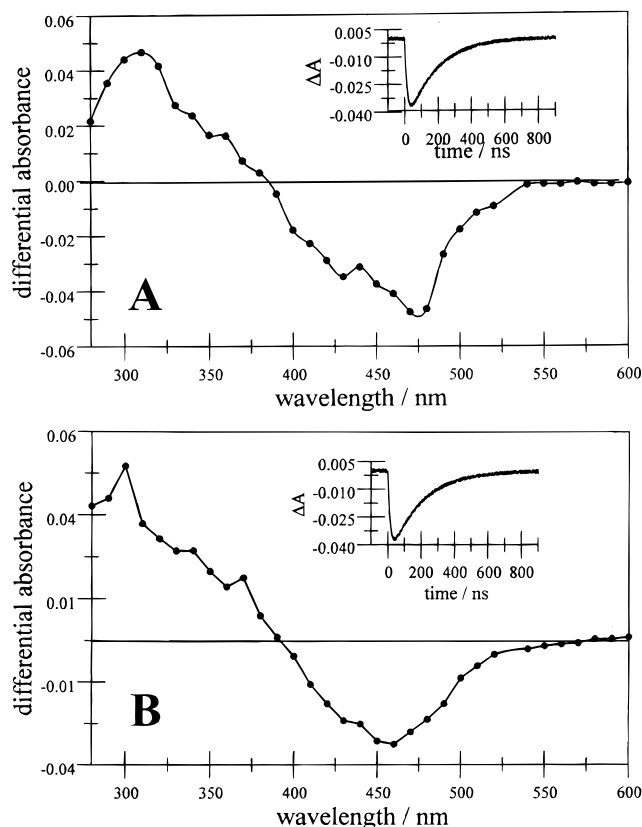 0.06
0.04
0.02
0.00
-0.02
-0.04
-0.06
differential absorbance
A
300
350
400
450
500
550
600
wavelength / nm
0.005
-0.010
-0.025
-0.040
ΔA
0 200 400 600 800
time / ns
0.06
0.04
0.01
-0.01
-0.04
differential absorbance
B
300
350
400
450
500
550
600
wavelength / nm
0.005
-0.010
-0.025
-0.040
ΔA
0 200 400 600 800
time / ns